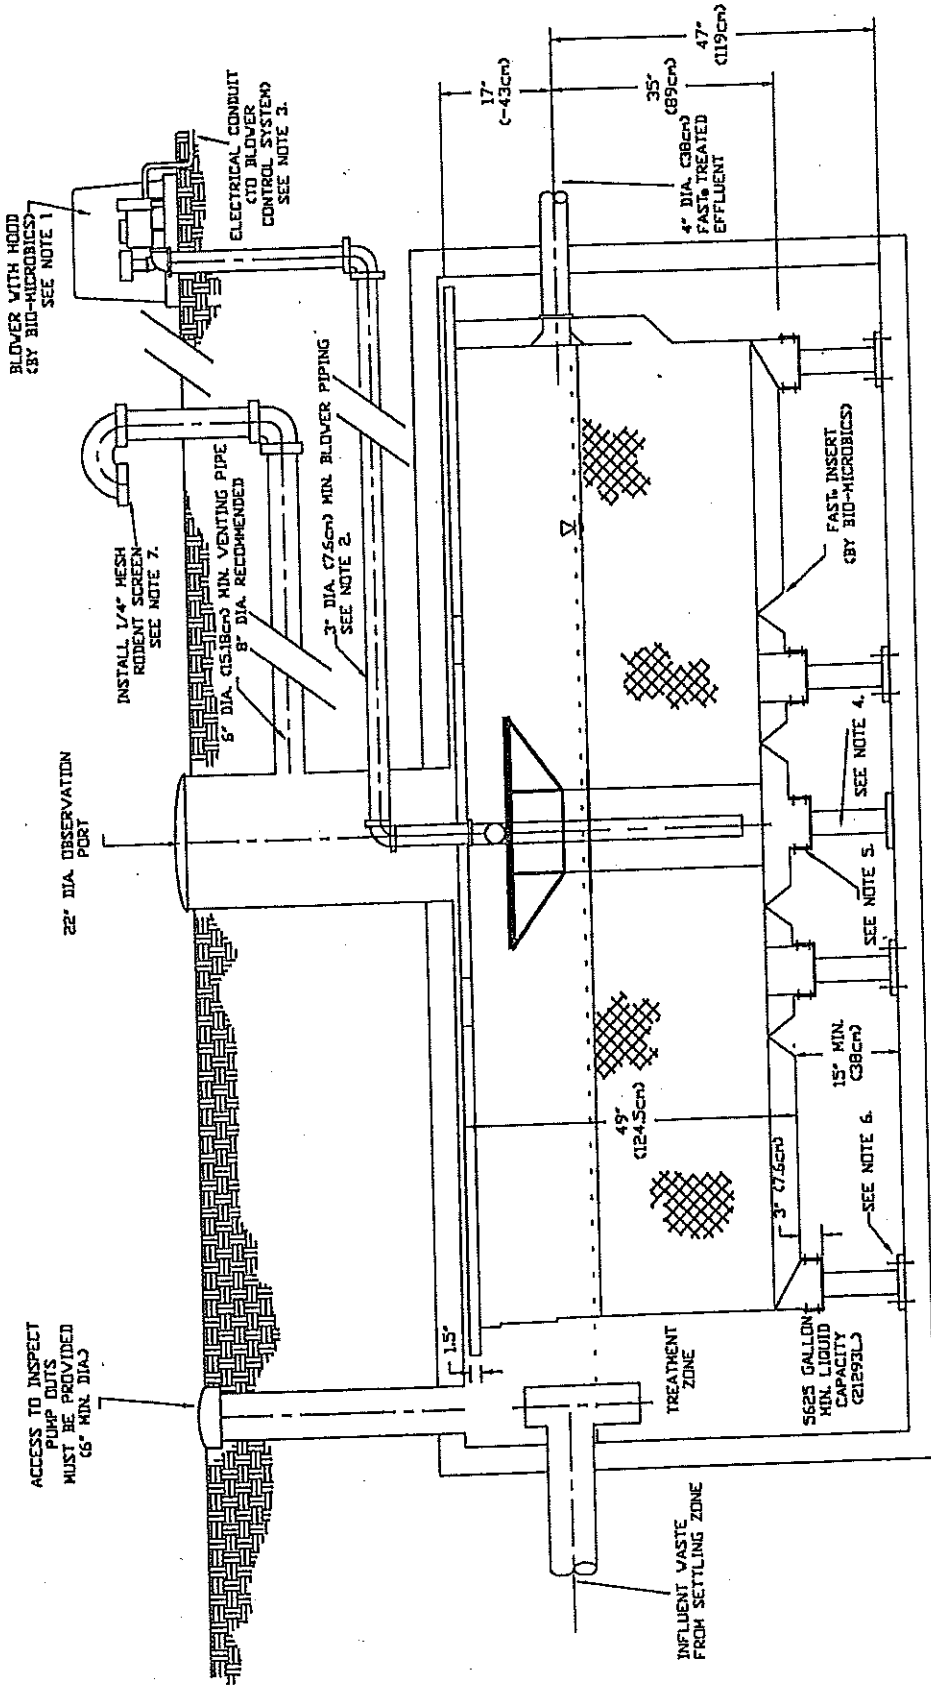 ACCESS TO INSPECT
PUMP OUTS
MUST BE PROVIDED
(6" MIN. DIA.)
22" DIA. OBSERVATION
PORT
INSTALL 1/4" MESH
RODENT SCREEN
SEE NOTE 7.
BLOWER WITH HOOD
(BY BIO-MICROBICS)
SEE NOTE 1
6" DIA. (15.18cm) MIN. VENTING PIPE
8" DIA. RECOMMENDED
ELECTRICAL CONDUIT
(TO BLOWER
CONTROL SYSTEM)
SEE NOTE 3.
3" DIA. (7.6cm) MIN. BLOWER PIPING
SEE NOTE 2.
17"
(~43cm)
1.5"
4" DIA. (38cm)
FAST® TREATED
EFFLUENT
35"
(89cm)
47"
(119cm)
49"
(124.5cm)
INFLUENT WASTE
FROM SETTLING ZONE
TREATMENT
ZONE
5625 GALLON
MIN. LIQUID
CAPACITY
(21293L)
3" (7.6cm)
15" MIN.
(38cm)
SEE NOTE 6.
SEE NOTE 5.
SEE NOTE 4.
FAST® INSERT
(BY BIO-MICROBICS)